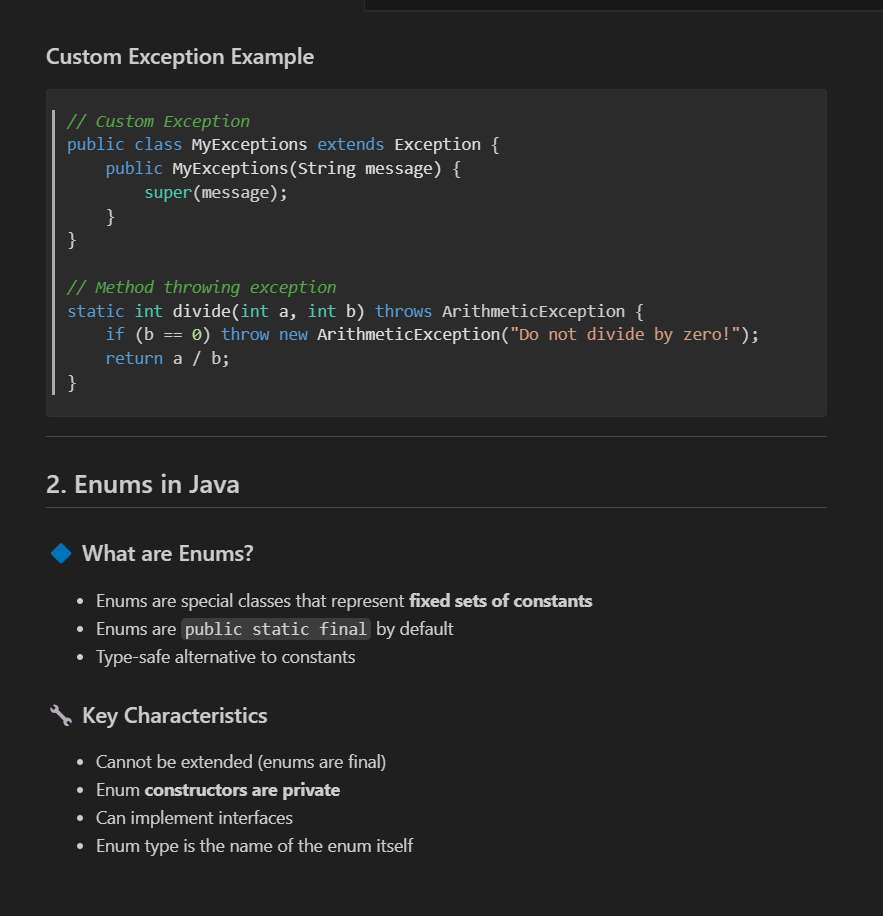 Custom Exception Example
// Custom Exception
public class MyExceptions extends Exception {
    public MyExceptions(String message) {
        super(message);
    }
}
// Method throwing exception
static int divide(int a, int b) throws ArithmeticException {
    if (b == 0) throw new ArithmeticException("Do not divide by zero!");
    return a / b;
}
2. Enums in Java
What are Enums?
• Enums are special classes that represent fixed sets of constants
• Enums are public static final by default
• Type-safe alternative to constants
Key Characteristics
• Cannot be extended (enums are final)
• Enum constructors are private
• Can implement interfaces
• Enum type is the name of the enum itself